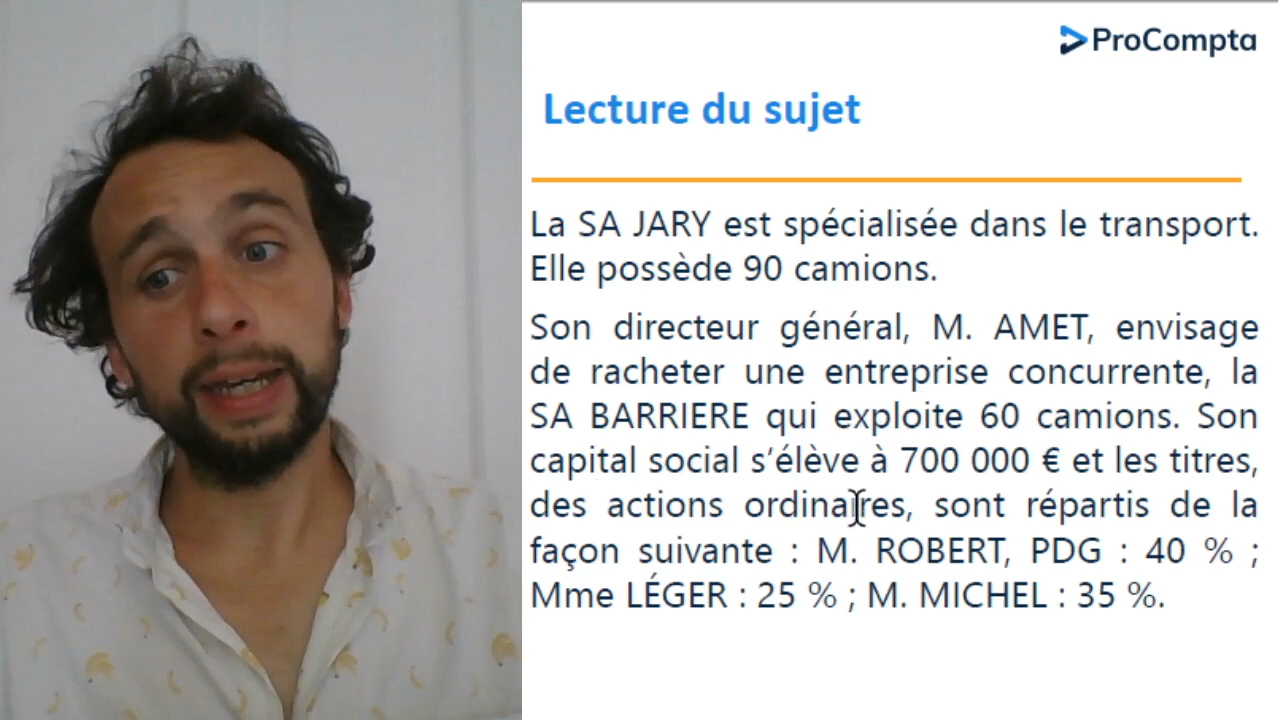 ProCompta
Lecture du sujet
La SA JARY est spécialisée dans le transport.
Elle possède 90 camions.
Son directeur général, M. AMET, envisage
de racheter une entreprise concurrente, la
SA BARRIERE qui exploite 60 camions. Son
capital social s’élève à 700 000 € et les titres,
des actions ordinaires, sont répartis de la
façon suivante : M. ROBERT, PDG : 40 % ;
Mme LÉGER : 25 % ; M. MICHEL : 35 %.